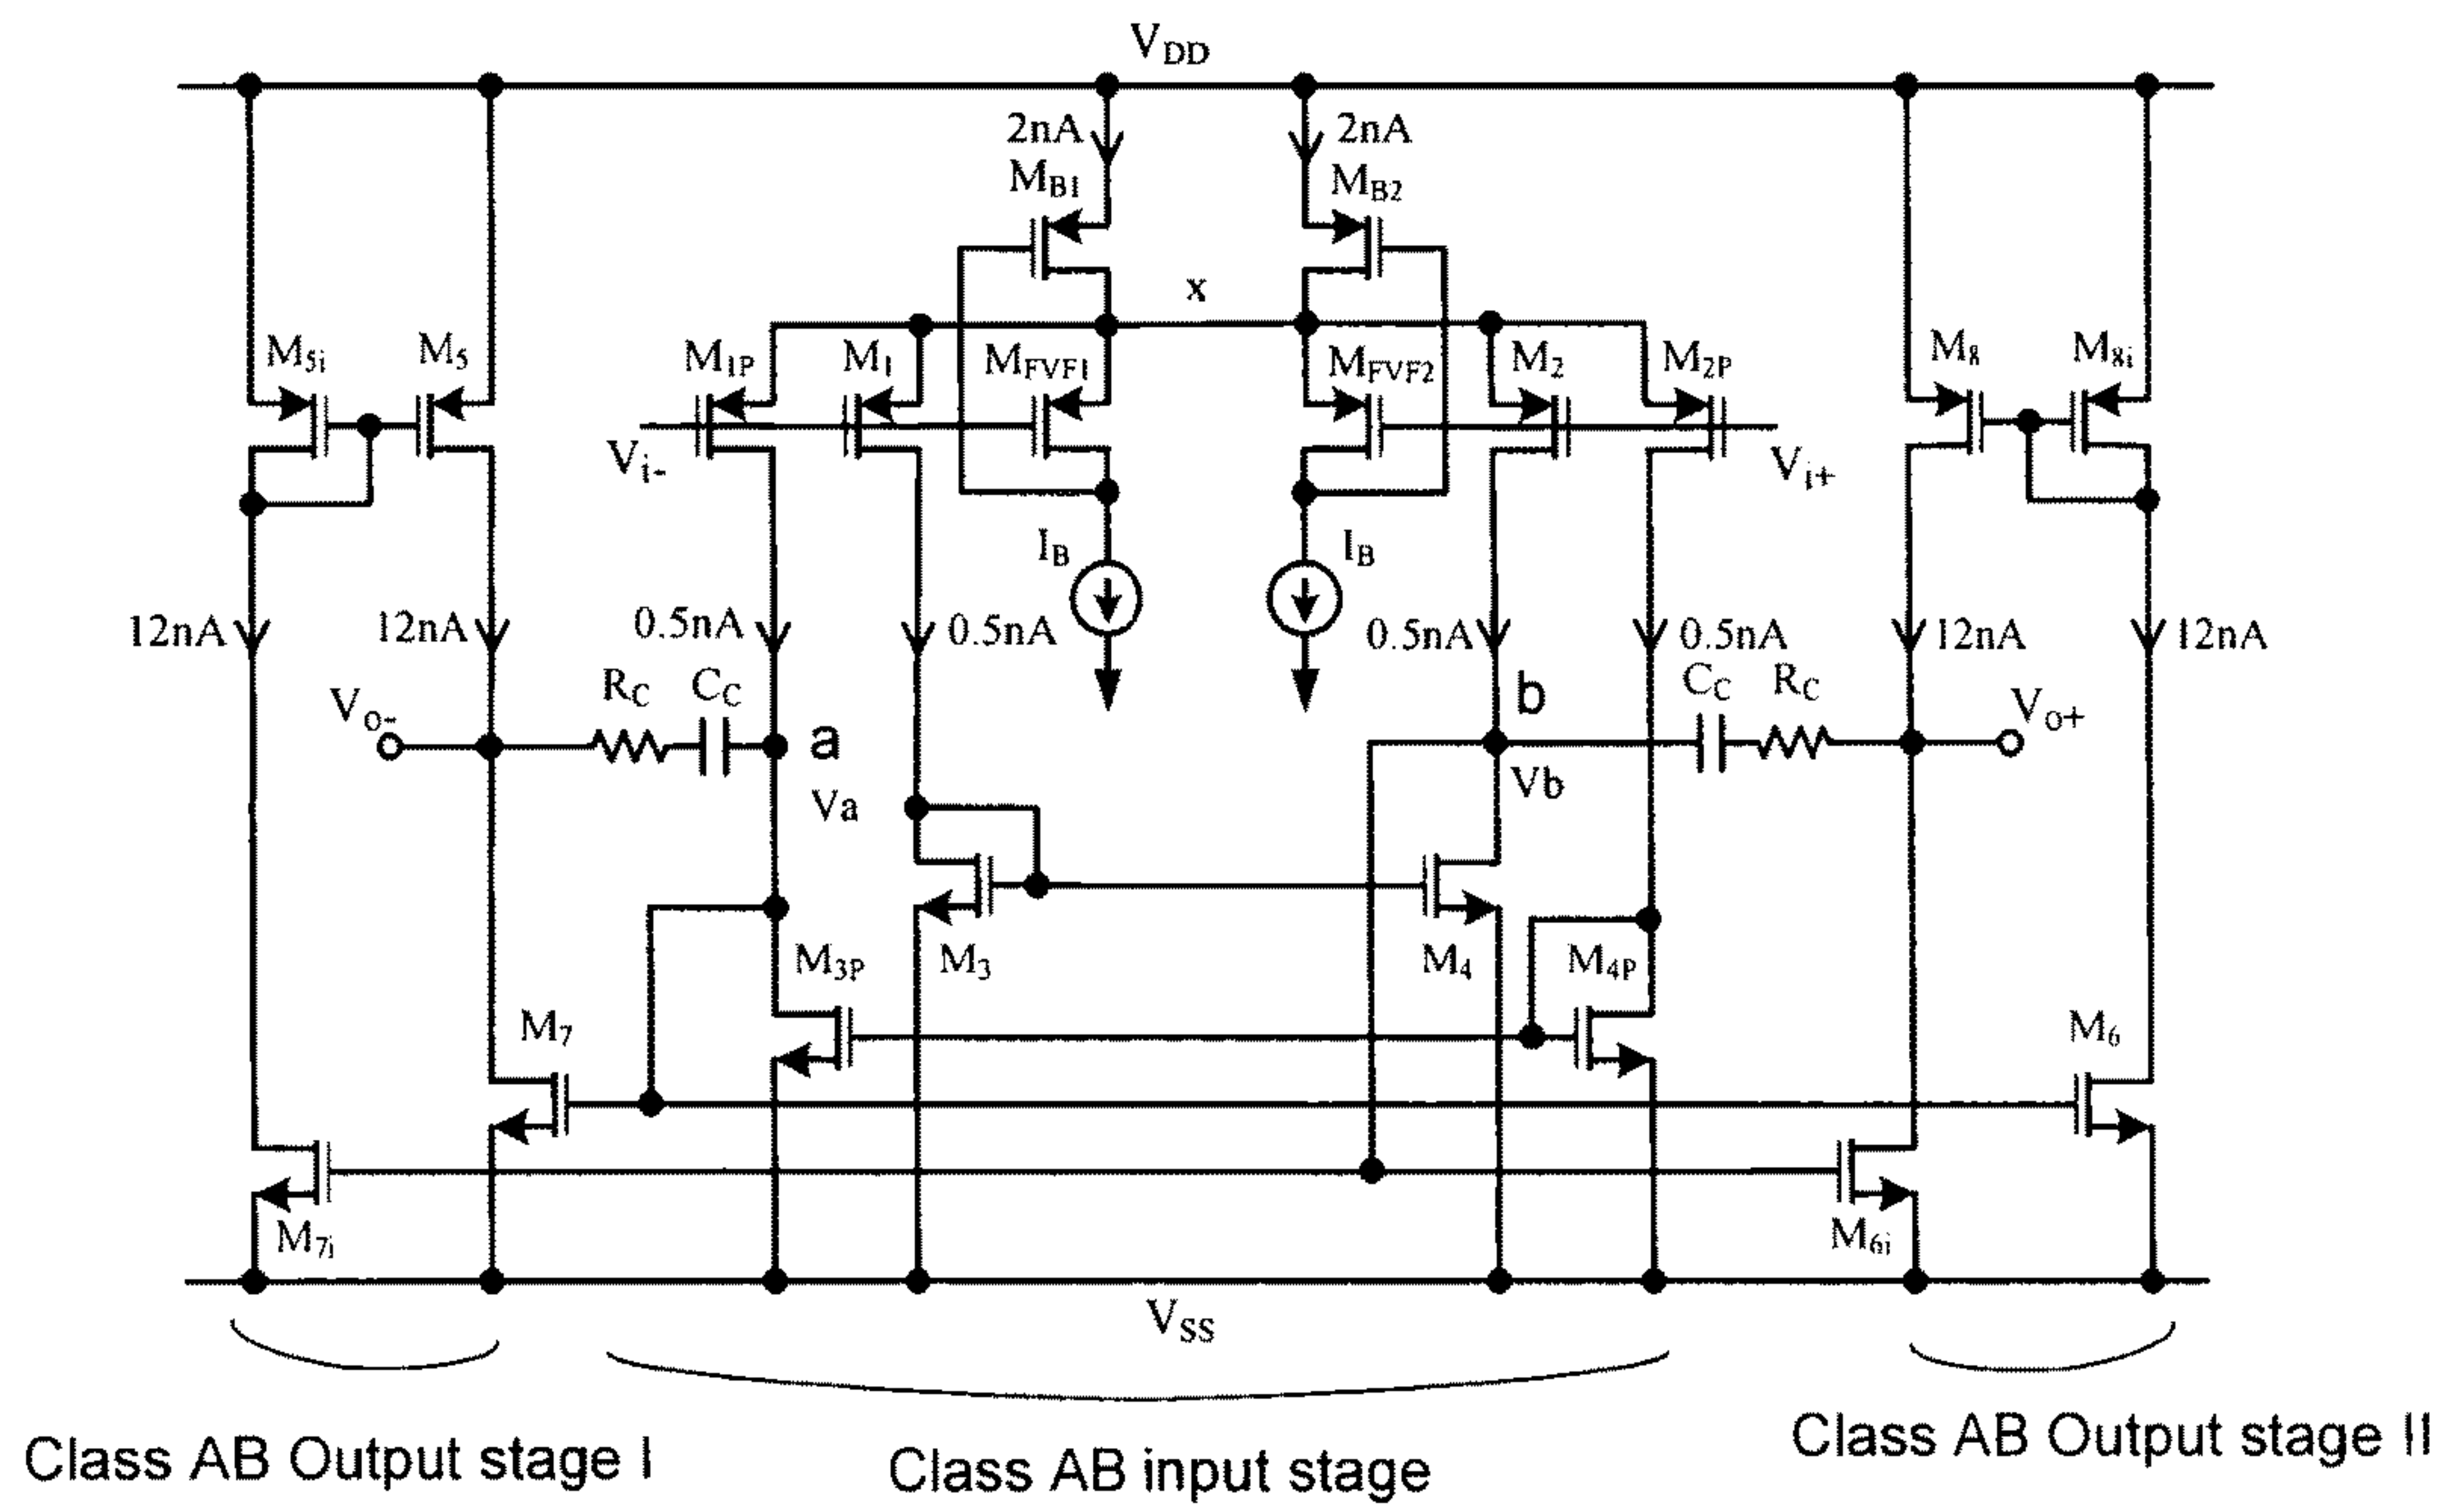 VDD
2nA 2nA
MB1 MB2
x
M5i M5 M1P M1 MFVF1 MFVF2 M2 M2P M8 M8i
Vi- Vi+
IB IB
12nA 12nA 0.5nA 0.5nA 0.5nA 0.5nA 12nA 12nA
RC CC CC RC
Vo- a b Vo+
Va Vb
M3P M3 M4 M4P
M7 M6
M7i M6i
VSS
Class AB Output stage I Class AB input stage Class AB Output stage II